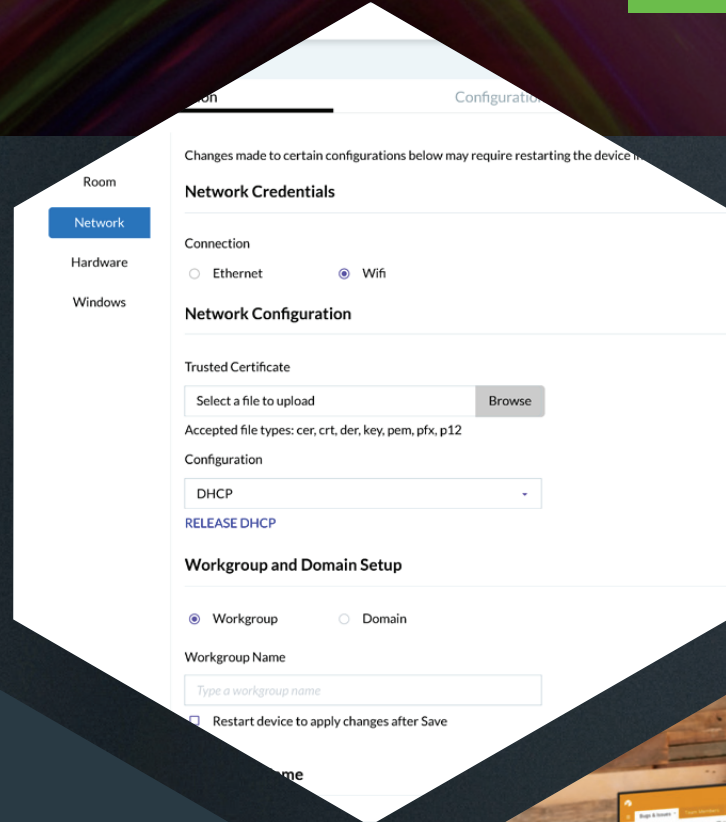 Configuratio
Changes made to certain configurations below may require restarting the device
Room
Network
Hardware
Windows
Network Credentials
Connection
Ethernet Wifi
Network Configuration
Trusted Certificate
Select a file to upload Browse
Accepted file types: cer, crt, der, key, pem, pfx, p12
Configuration
DHCP
RELEASE DHCP
Workgroup and Domain Setup
Workgroup Domain
Workgroup Name
Type a workgroup name
Restart device to apply changes after Save
me
Bugs & Issues